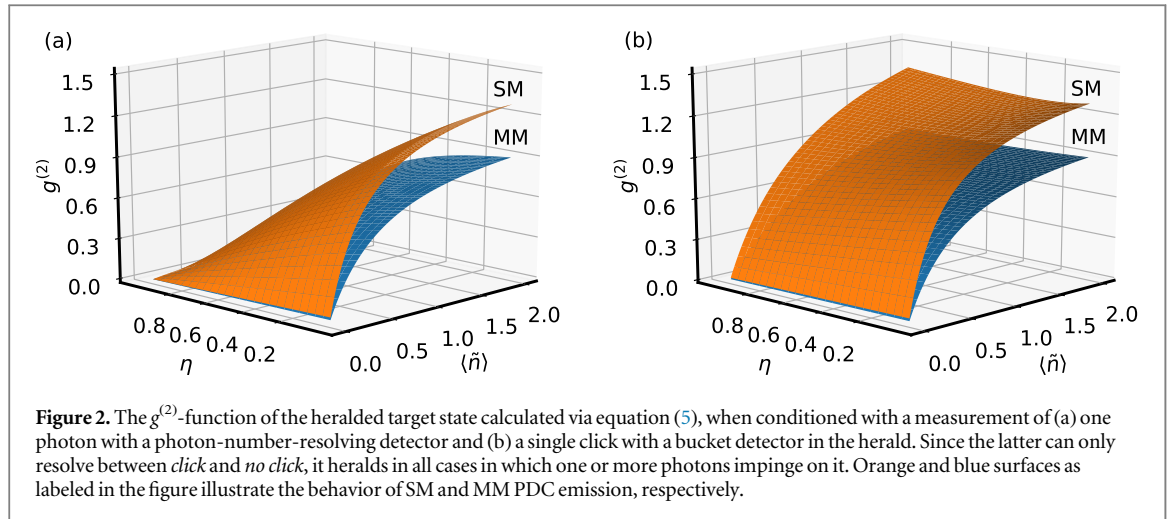 (a)
1.5
1.2
0.9
0.6
0.3
0.0
g(2)
SM
MM
0.8 0.6 0.4 0.2
η
0.0 0.5 1.0 1.5 2.0
⟨ñ⟩
(b)
1.5
1.2
0.9
0.6
0.3
0.0
g(2)
SM
MM
0.8 0.6 0.4 0.2
η
0.0 0.5 1.0 1.5 2.0
⟨ñ⟩
Figure 2. The g(2)-function of the heralded target state calculated via equation (5), when conditioned with a measurement of (a) one
photon with a photon-number-resolving detector and (b) a single click with a bucket detector in the herald. Since the latter can only
resolve between click and no click, it heralds in all cases in which one or more photons impinge on it. Orange and blue surfaces as
labeled in the figure illustrate the behavior of SM and MM PDC emission, respectively.